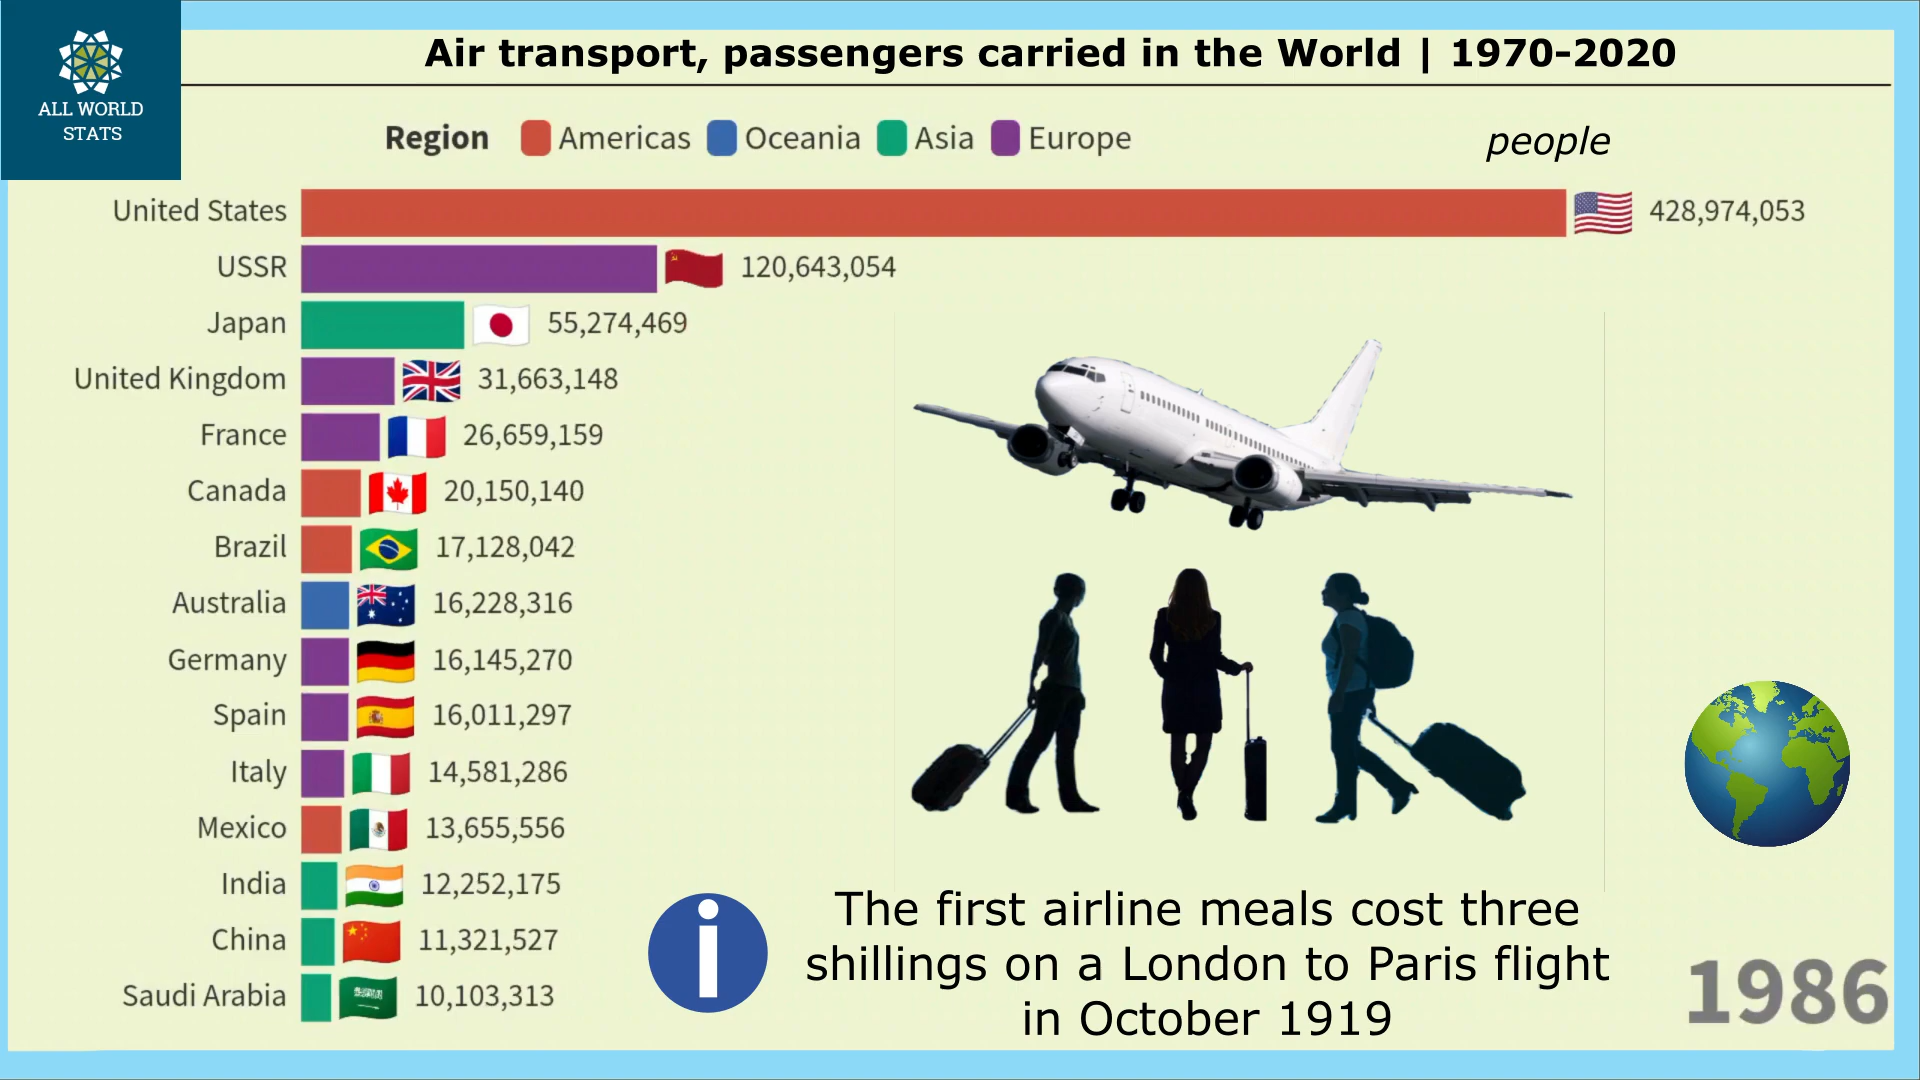 Air transport, passengers carried in the World | 1970-2020
ALL WORLD
STATS
Region Americas Oceania Asia Europe
people
United States 428,974,053
USSR 120,643,054
Japan 55,274,469
United Kingdom 31,663,148
France 26,659,159
Canada 20,150,140
Brazil 17,128,042
Australia 16,228,316
Germany 16,145,270
Spain 16,011,297
Italy 14,581,286
Mexico 13,655,556
India 12,252,175
China 11,321,527
Saudi Arabia 10,103,313
The first airline meals cost three
shillings on a London to Paris flight
in October 1919
1986